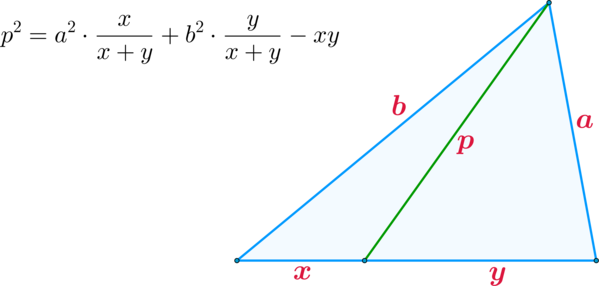 p² = a² · x/(x + y) + b² · y/(x + y) − xy
b
a
p
x
y